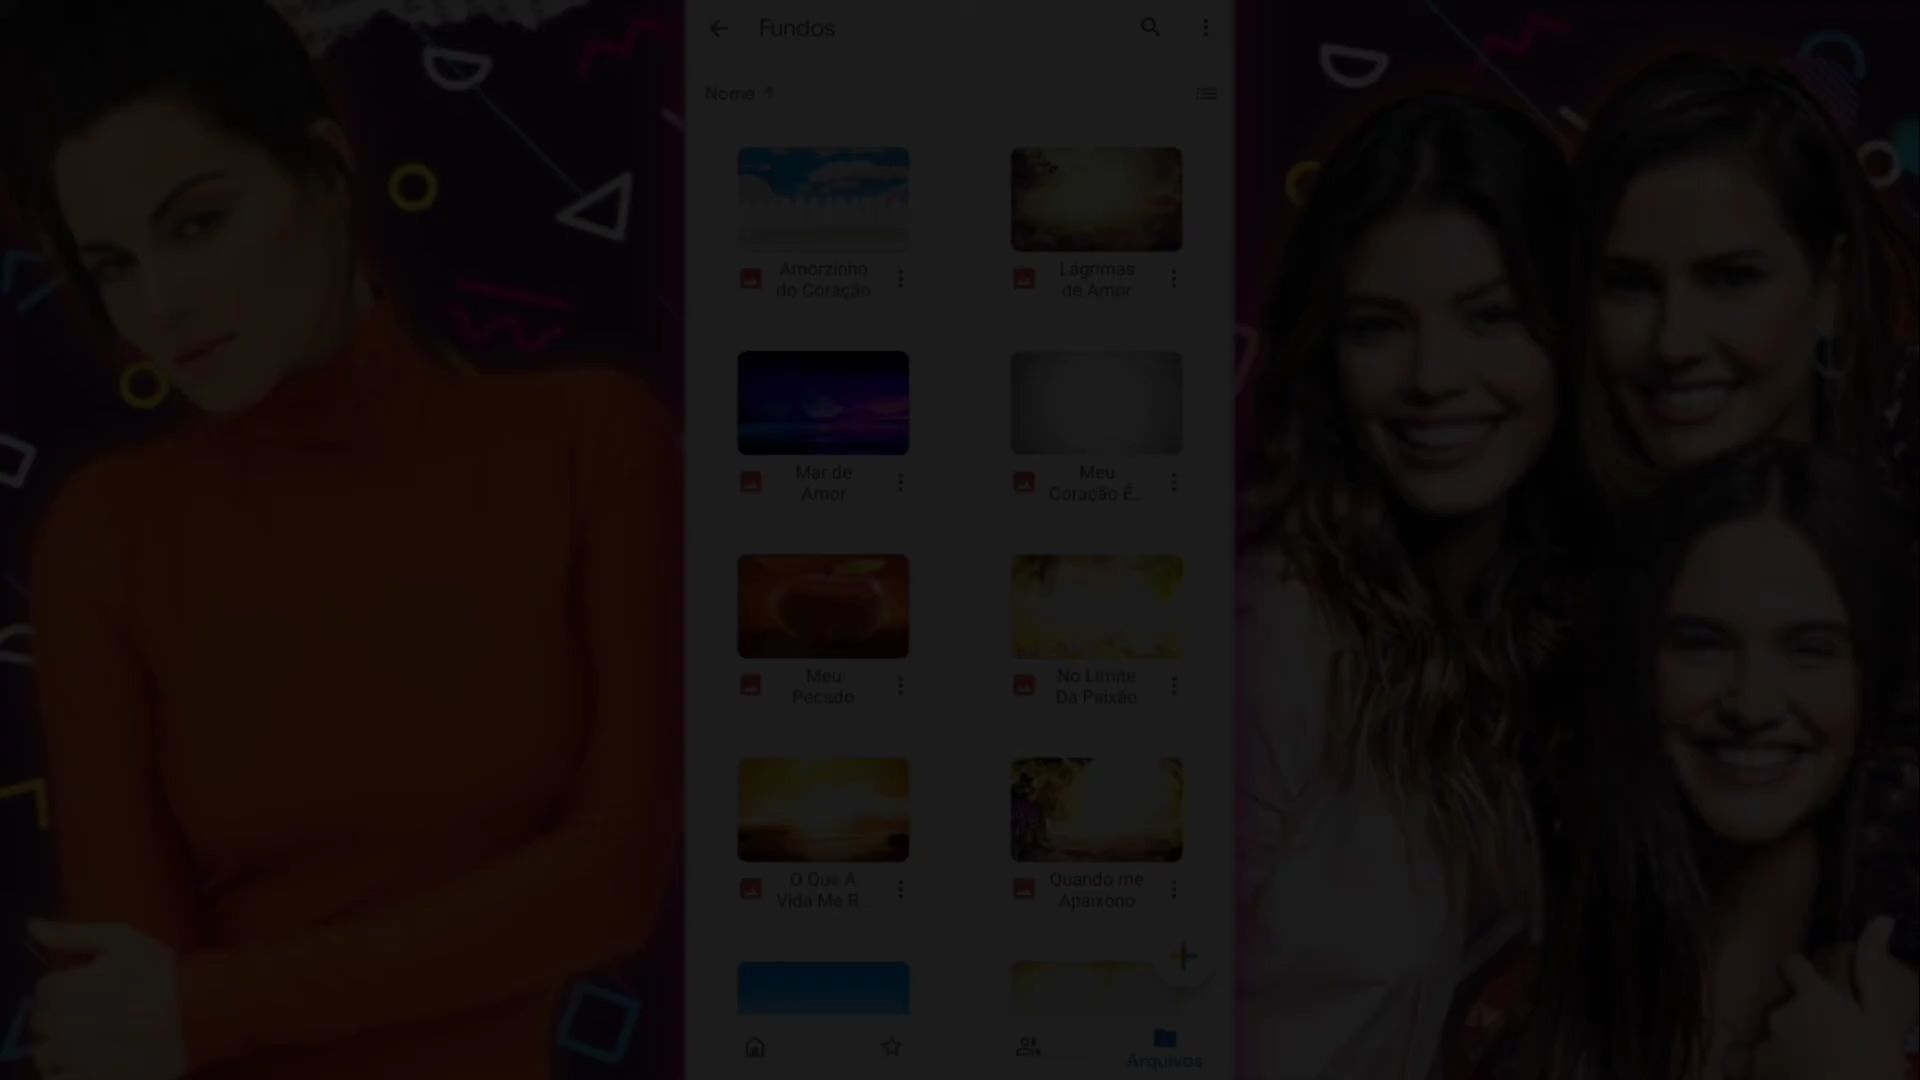 Fundos
Nome ↑
Amorzinho
do Coração
Lágrimas
de Amor
Mar de
Amor
Meu
Coração É...
Meu
Pecado
No Limite
Da Paixão
O Que A
Vida Me R...
Quando me
Apaixono
Arquivos